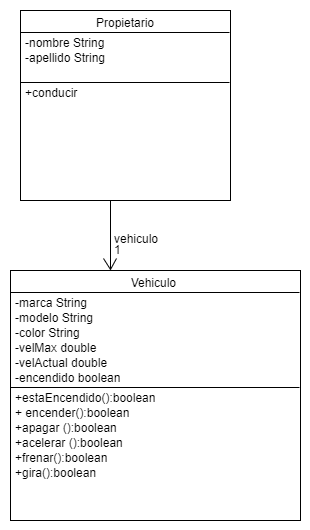 Propietario
-nombre String
-apellido String
+conducir
vehiculo
1
Vehiculo
-marca String
-modelo String
-color String
-velMax double
-velActual double
-encendido boolean
+estaEncendido():boolean
+ encender():boolean
+apagar ():boolean
+acelerar ():boolean
+frenar():boolean
+gira():boolean